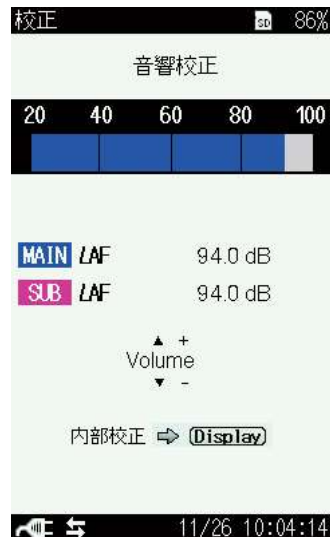 校正 SD 86%
音響校正
20 40 60 80 100
MAIN LAF 94.0 dB
SUB LAF 94.0 dB
▲ +
Volume
▼ -
内部校正 ⇨ (Display)
11/26 10:04:14